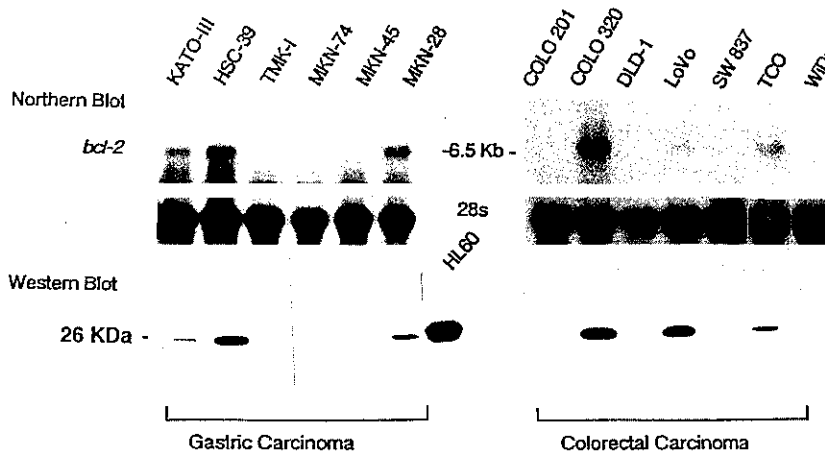 KATO-III HSC-39 TMK-I MKN-74 MKN-45 MKN-28 COLO 201 COLO 320 DLD-1 LoVo SW 837 TCO
Northern Blot
bcl-2
-6.5 Kb -
28s
HL60
Western Blot
26 KDa -
Gastric Carcinoma
Colorectal Carcinoma